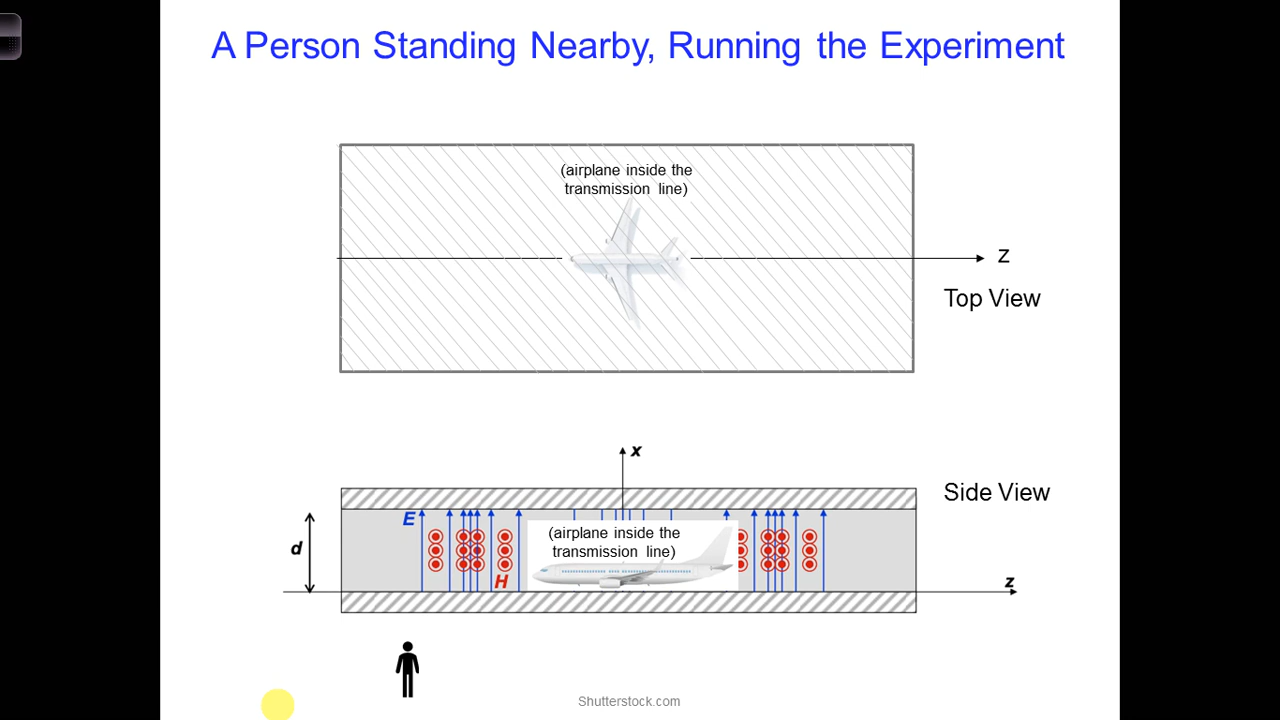 A Person Standing Nearby, Running the Experiment
(airplane inside the
transmission line)
Z
Top View
x
Side View
E
(airplane inside the
transmission line)
d
H
z
Shutterstock.com